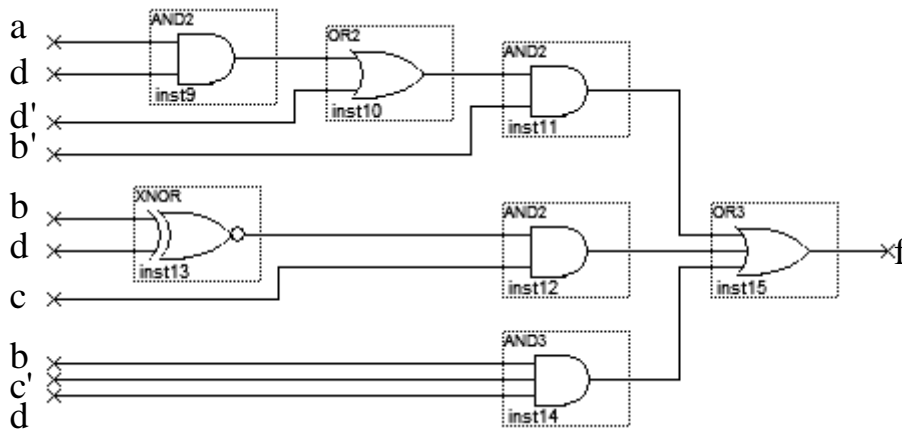 a
AND2
OR2
AND2
d
inst9
inst10
inst11
d'
b'
b
XNOR
AND2
OR3
d
inst13
inst12
inst15
f
c
AND3
b
c'
d
inst14